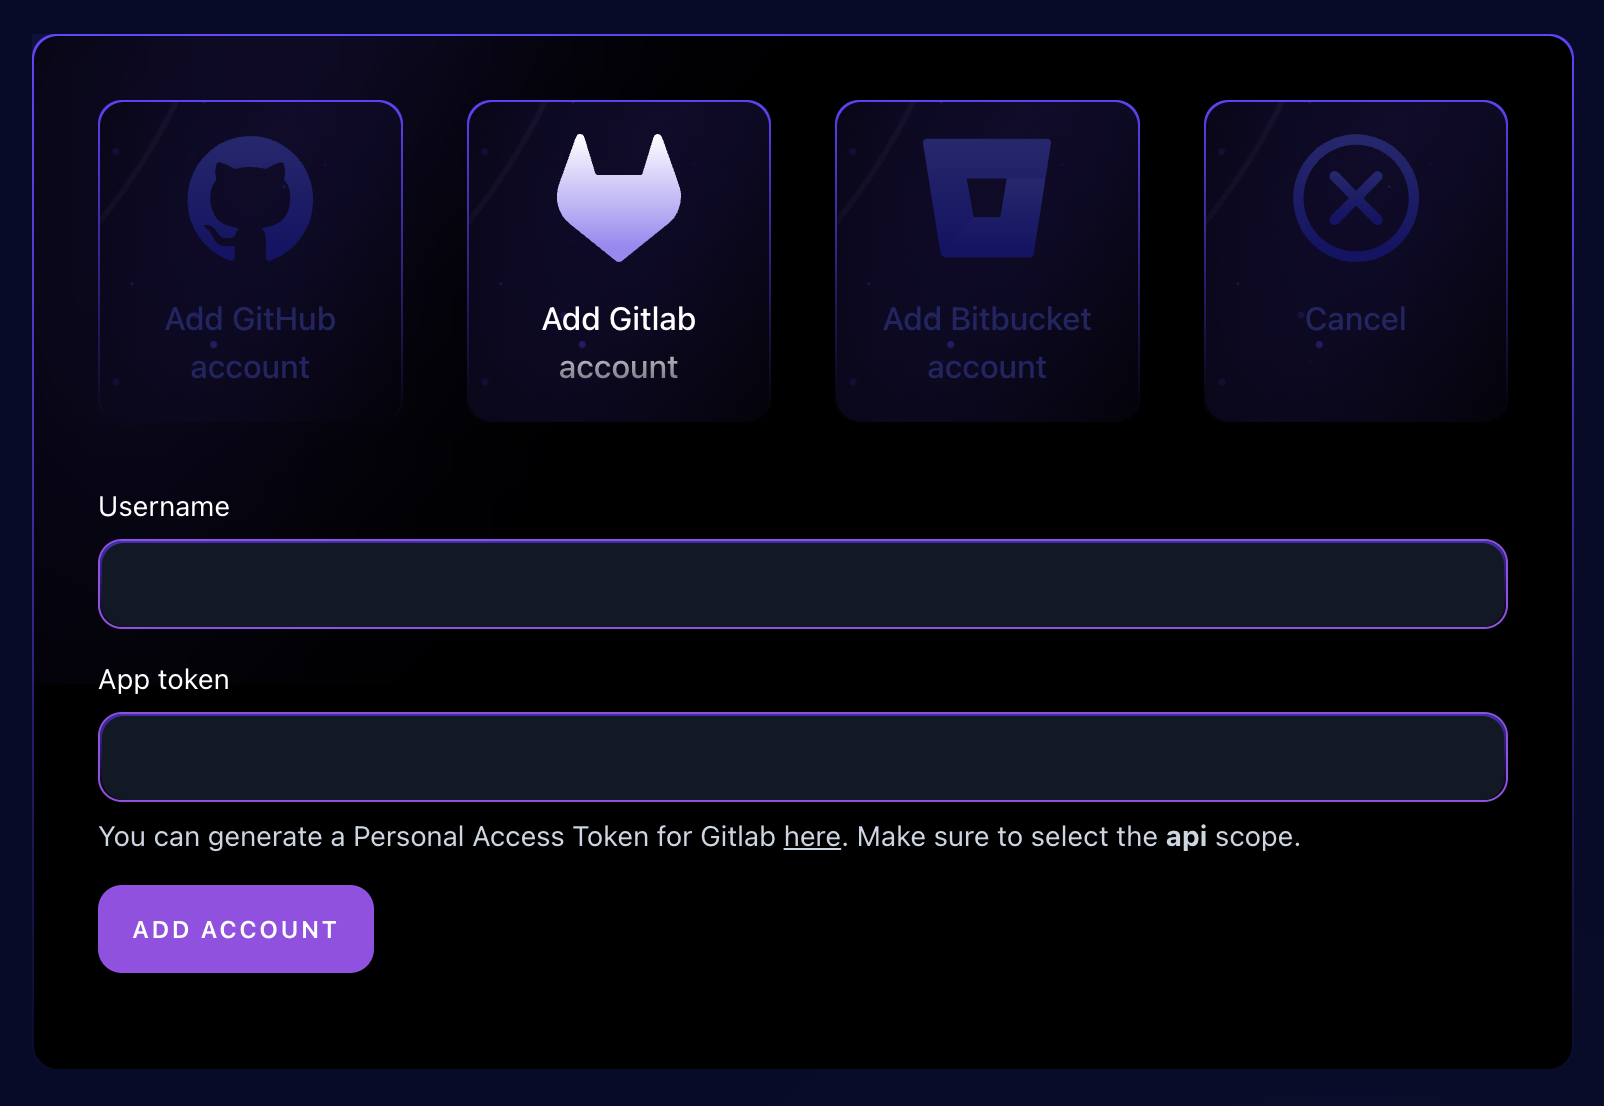 Add GitHub
account
Add Gitlab
account
Add Bitbucket
account
Cancel
Username
App token
You can generate a Personal Access Token for Gitlab here. Make sure to select the api scope.
ADD ACCOUNT